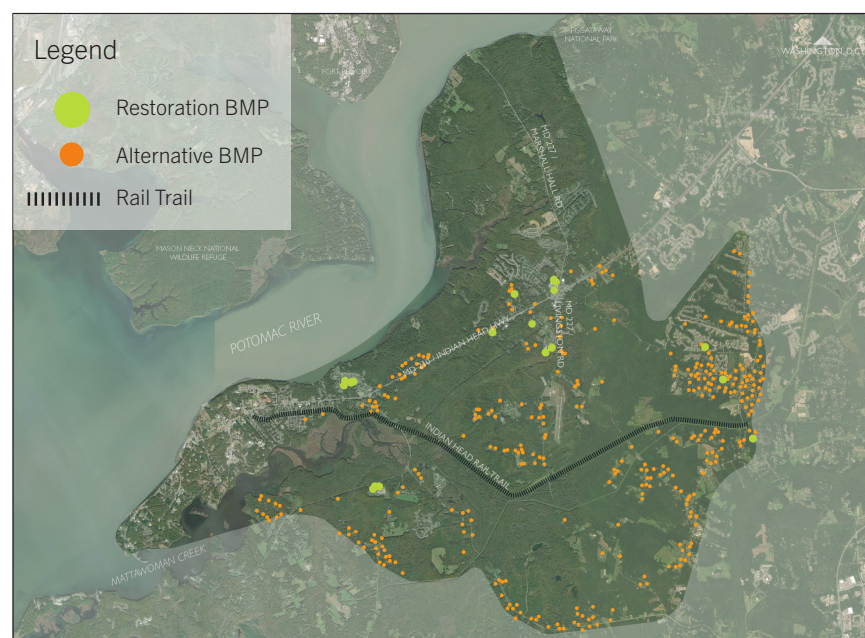 Legend
Restoration BMP
Alternative BMP
Rail Trail
NATIONAL PARK
WASHINGTON, D.C.
MD 227 /
MARSHALL HALL RD
MASON NECK NATIONAL
WILDLIFE REFUGE
POTOMAC RIVER
MD 210 / INDIAN HEAD HWY
MD 227 /
LIVINGSTON RD
INDIAN HEAD RAIL TRAIL
MATTAWOMAN CREEK